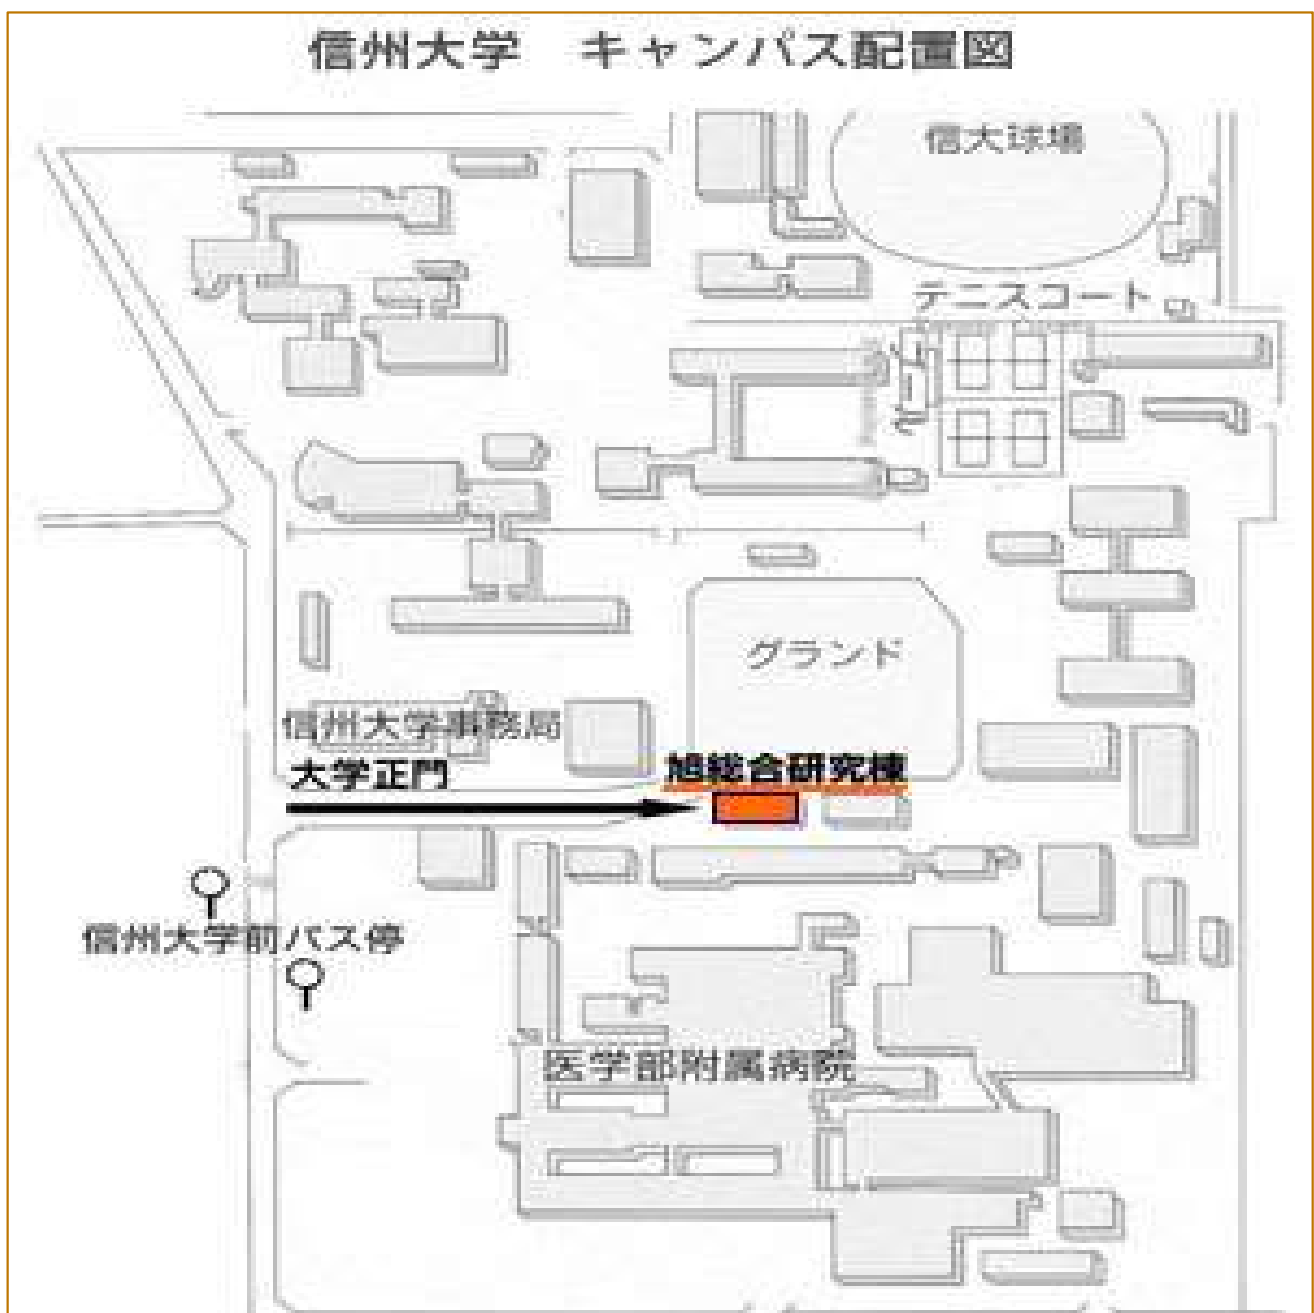 信州大学　キャンパス配置図
信大球場
テニスコート
グランド
信州大学事務局
大学正門
旭総合研究棟
信州大学前バス停
医学部附属病院